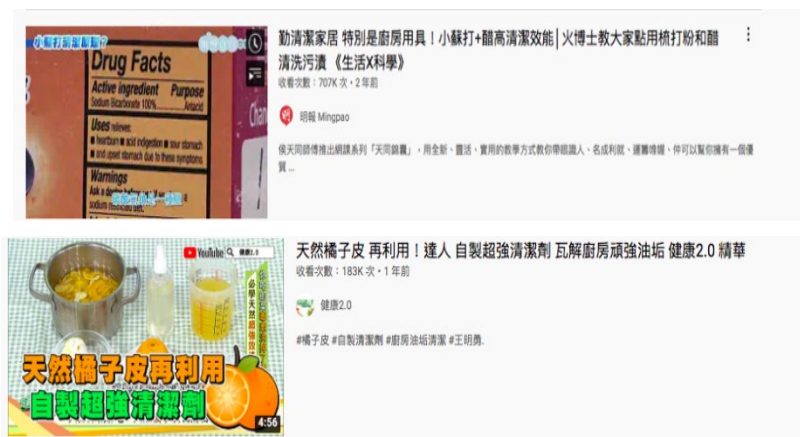 勤清潔家居 特別是廚房用具！小蘇打+醋高清潔效能│火博士教大家點用梳打粉和醋
清洗污漬 《生活X科學》
收看次數：707K 次・2 年前
明報 Mingpao
侯天同師傅推出網課系列「天同錦囊」，用全新、靈活、實用的教學方式教你帶眼識人、名成利就、運籌帷幄、仲可以幫你擁有一個優
質 ...
Drug Facts
Active ingredient Purpose
Sodium Bicarbonate 100% Antacid
Uses relieves:
■ heartburn ■ acid indigestion ■ sour stomach
■ and upset stomach due to these symptoms
Warnings
天然橘子皮 再利用！達人 自製超強清潔劑 瓦解廚房頑強油垢 健康2.0 精華
收看次數：183K 次・1 年前
健康2.0
#橘子皮 #自製清潔劑 #廚房油垢清潔 #王明勇.
YouTube 健康2.0
天然橘子皮再利用
自製超強清潔劑
4:56